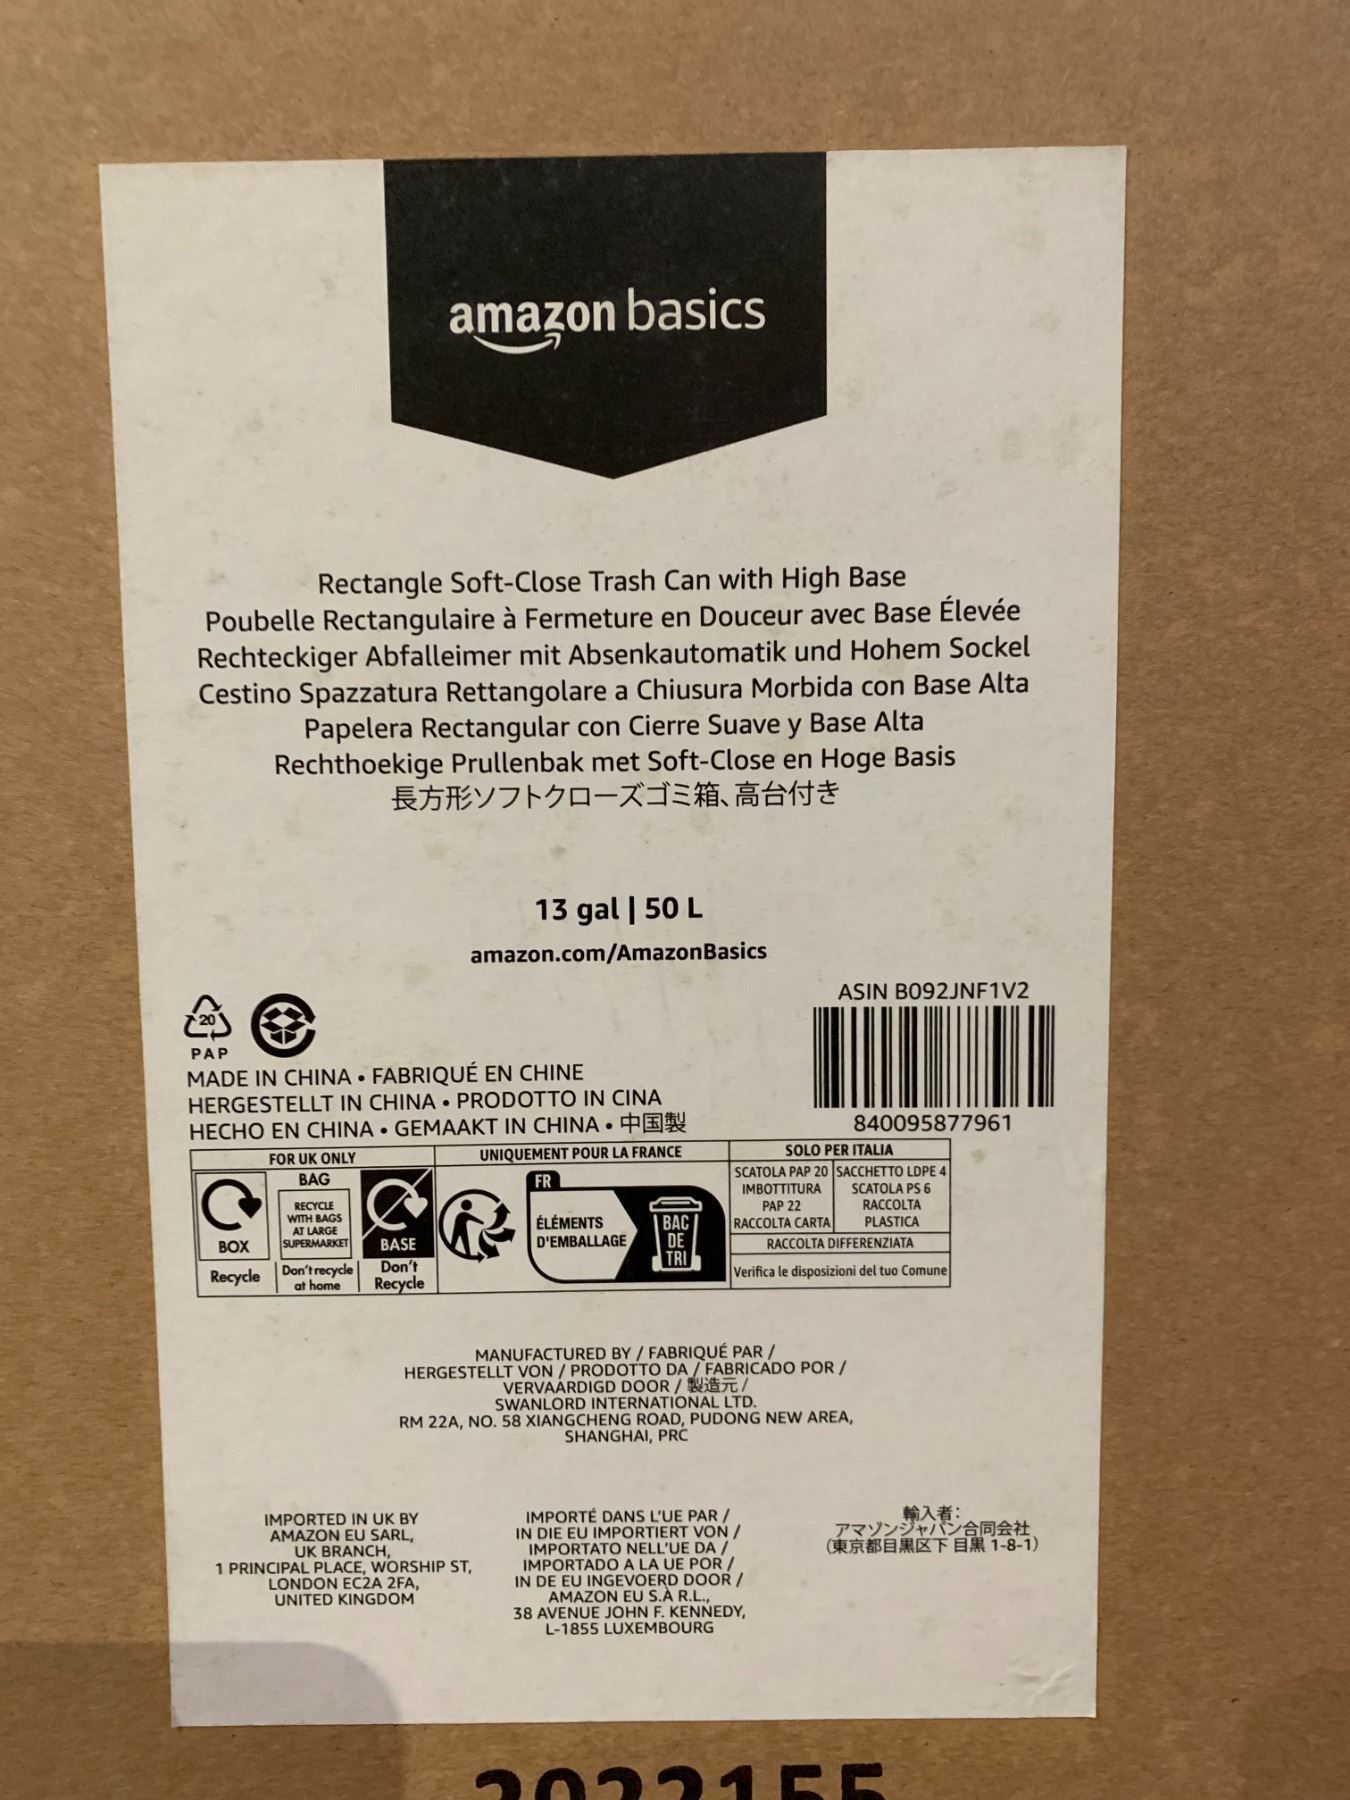 amazon basics
Rectangle Soft-Close Trash Can with High Base
Poubelle Rectangulaire à Fermeture en Douceur avec Base Élevée
Rechteckiger Abfalleimer mit Absenkautomatik und Hohem Sockel
Cestino Spazzatura Rettangolare a Chiusura Morbida con Base Alta
Papelera Rectangular con Cierre Suave y Base Alta
Rechthoekige Prullenbak met Soft-Close en Hoge Basis
長方形ソフトクローズゴミ箱、高台付き
13 gal | 50 L
amazon.com/AmazonBasics
ASIN B092JNF1V2
840095877961
20
PAP
MADE IN CHINA • FABRIQUÉ EN CHINE
HERGESTELLT IN CHINA • PRODOTTO IN CINA
HECHO EN CHINA • GEMAAKT IN CHINA • 中国製
FOR UK ONLY
BOX
Recycle
BAG
RECYCLE
WITH BAGS
AT LARGE
SUPERMARKET
Don't recycle
at home
BASE
Don't
Recycle
UNIQUEMENT POUR LA FRANCE
FR
ÉLÉMENTS
D'EMBALLAGE
BAC
DE
TRI
SOLO PER ITALIA
SCATOLA PAP 20
IMBOTTITURA
PAP 22
RACCOLTA CARTA
SACCHETTO LDPE 4
SCATOLA PS 6
RACCOLTA
PLASTICA
RACCOLTA DIFFERENZIATA
Verifica le disposizioni del tuo Comune
MANUFACTURED BY / FABRIQUÉ PAR /
HERGESTELLT VON / PRODOTTO DA / FABRICADO POR /
VERVAARDIGD DOOR / 製造元 /
SWANLORD INTERNATIONAL LTD.
RM 22A, NO. 58 XIANGCHENG ROAD, PUDONG NEW AREA,
SHANGHAI, PRC
IMPORTED IN UK BY
AMAZON EU SARL,
UK BRANCH,
1 PRINCIPAL PLACE, WORSHIP ST,
LONDON EC2A 2FA,
UNITED KINGDOM
IMPORTÉ DANS L'UE PAR /
IN DIE EU IMPORTIERT VON /
IMPORTATO NELL'UE DA /
IMPORTADO A LA UE POR /
IN DE EU INGEVOERD DOOR /
AMAZON EU S.À R.L.,
38 AVENUE JOHN F. KENNEDY,
L-1855 LUXEMBOURG
輸入者：
アマゾンジャパン合同会社
(東京都目黒区下 目黒 1-8-1)
2022155